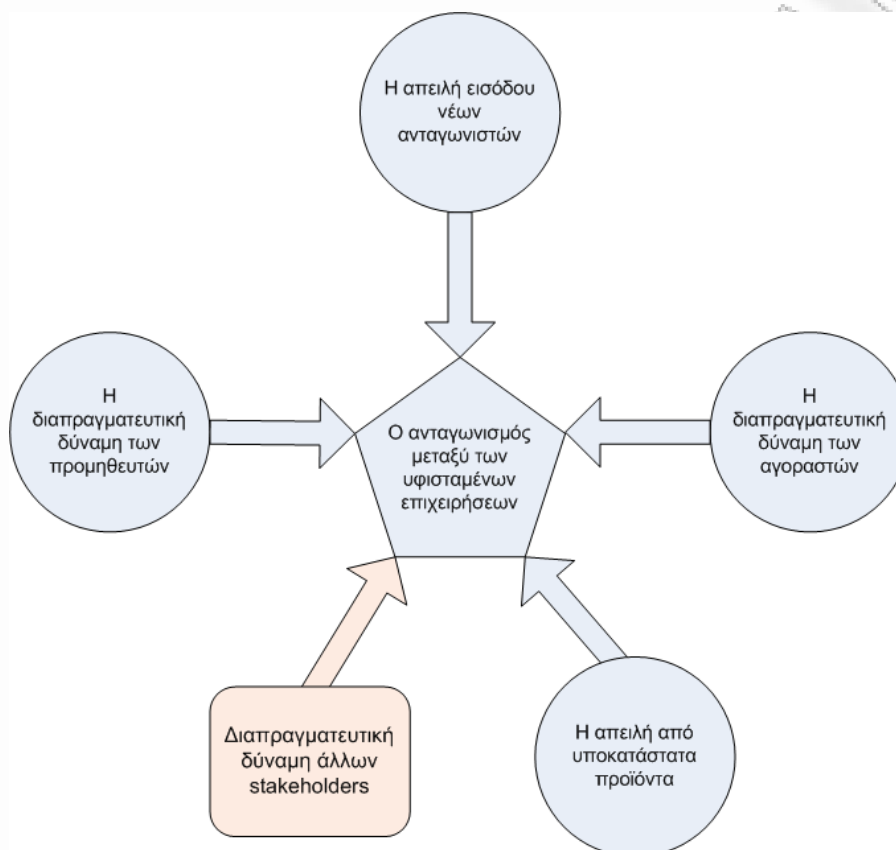 Η απειλή εισόδου
νέων
ανταγωνιστών
Η
διαπραγματευτική
δύναμη των
προμηθευτών
Ο ανταγωνισμός
μεταξύ των
υφισταμένων
επιχειρήσεων
Η
διαπραγματευτική
δύναμη των
αγοραστών
Διαπραγματευτική
δύναμη άλλων
stakeholders
Η απειλή από
υποκατάστατα
προϊόντα